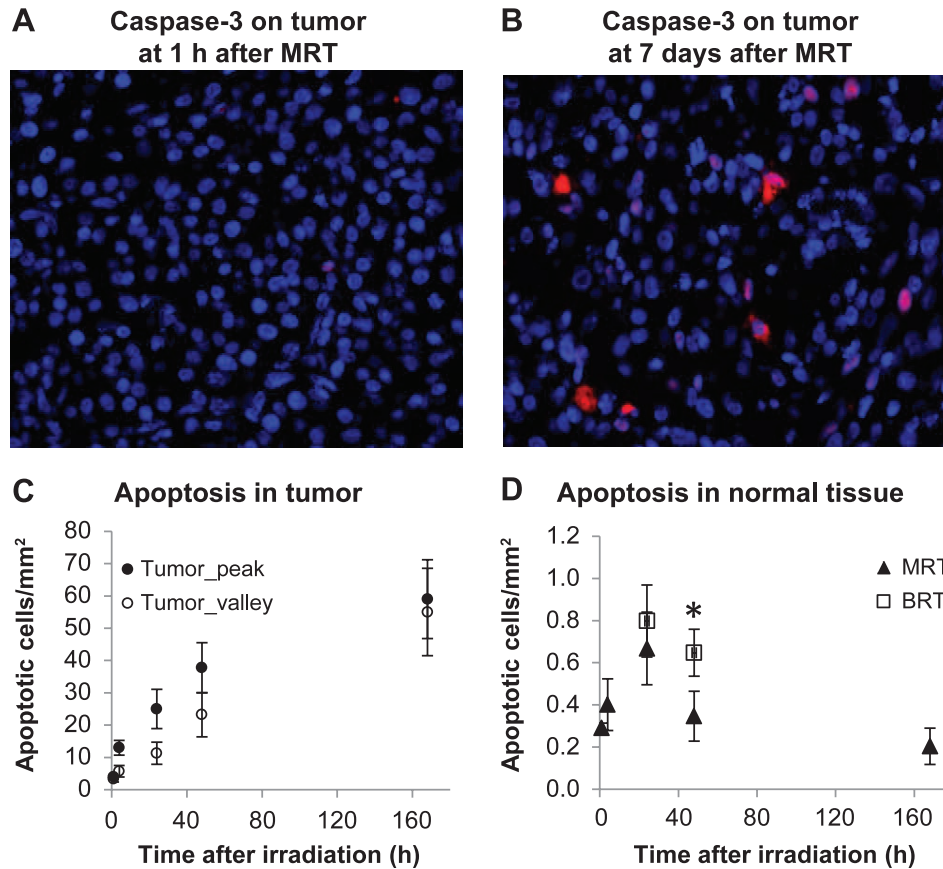 A Caspase-3 on tumor
at 1 h after MRT
B Caspase-3 on tumor
at 7 days after MRT
C Apoptosis in tumor
Apoptotic cells/mm²
80
70
60
50
40
30
20
10
0
Tumor_peak
Tumor_valley
0 40 80 120 160
Time after irradiation (h)
D Apoptosis in normal tissue
Apoptotic cells/mm²
1.2
1.0
0.8
0.6
0.4
0.2
0.0
MRT
BRT
*
0 40 80 120 160
Time after irradiation (h)